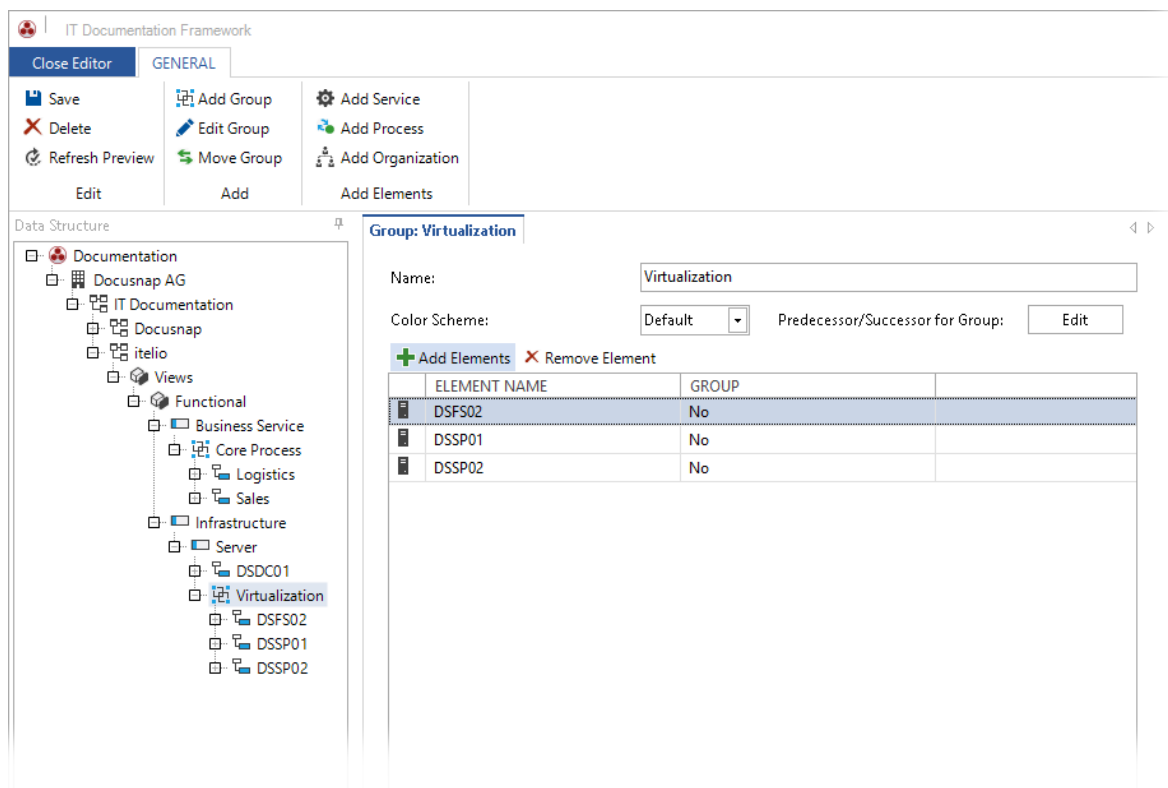 IT Documentation Framework
Close Editor GENERAL
Save Add Group Add Service
Delete Edit Group Add Process
Refresh Preview Move Group Add Organization
Edit Add Add Elements
Data Structure
Documentation
Docusnap AG
IT Documentation
Docusnap
itelio
Views
Functional
Business Service
Core Process
Logistics
Sales
Infrastructure
Server
DSDC01
Virtualization
DSFS02
DSSP01
DSSP02
Group: Virtualization
Name: Virtualization
Color Scheme: Default Predecessor/Successor for Group: Edit
Add Elements Remove Element
ELEMENT NAME GROUP
DSFS02 No
DSSP01 No
DSSP02 No